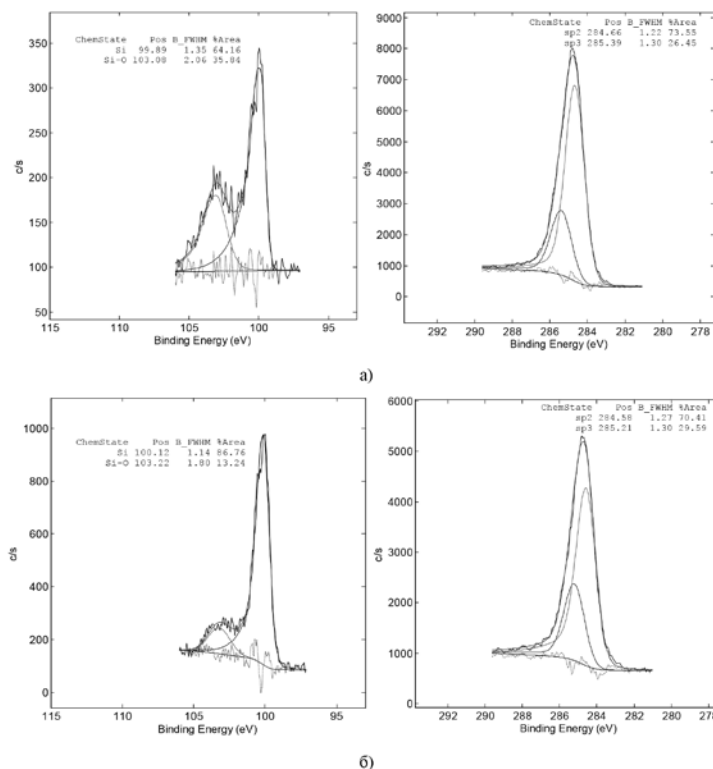 ChemState Pos B_FWHM %Area
Si 99.89 1.35 64.16
Si-O 103.08 2.06 35.84
350
300
250
200
150
100
50
c/s
115 110 105 100 95
Binding Energy (eV)
ChemState Pos B_FWHM %Area
sp2 284.66 1.22 73.55
sp3 285.39 1.30 26.45
8000
7000
6000
5000
4000
3000
2000
1000
0
c/s
292 290 288 286 284 282 280 278
Binding Energy (eV)
а)
ChemState Pos B_FWHM %Area
Si 100.12 1.14 86.76
Si-O 103.22 1.80 13.24
1000
800
600
400
200
0
c/s
115 110 105 100 95
Binding Energy (eV)
ChemState Pos B_FWHM %Area
sp2 284.58 1.27 70.41
sp3 285.21 1.30 29.59
6000
5000
4000
3000
2000
1000
0
c/s
292 290 288 286 284 282 280 278
Binding Energy (eV)
б)